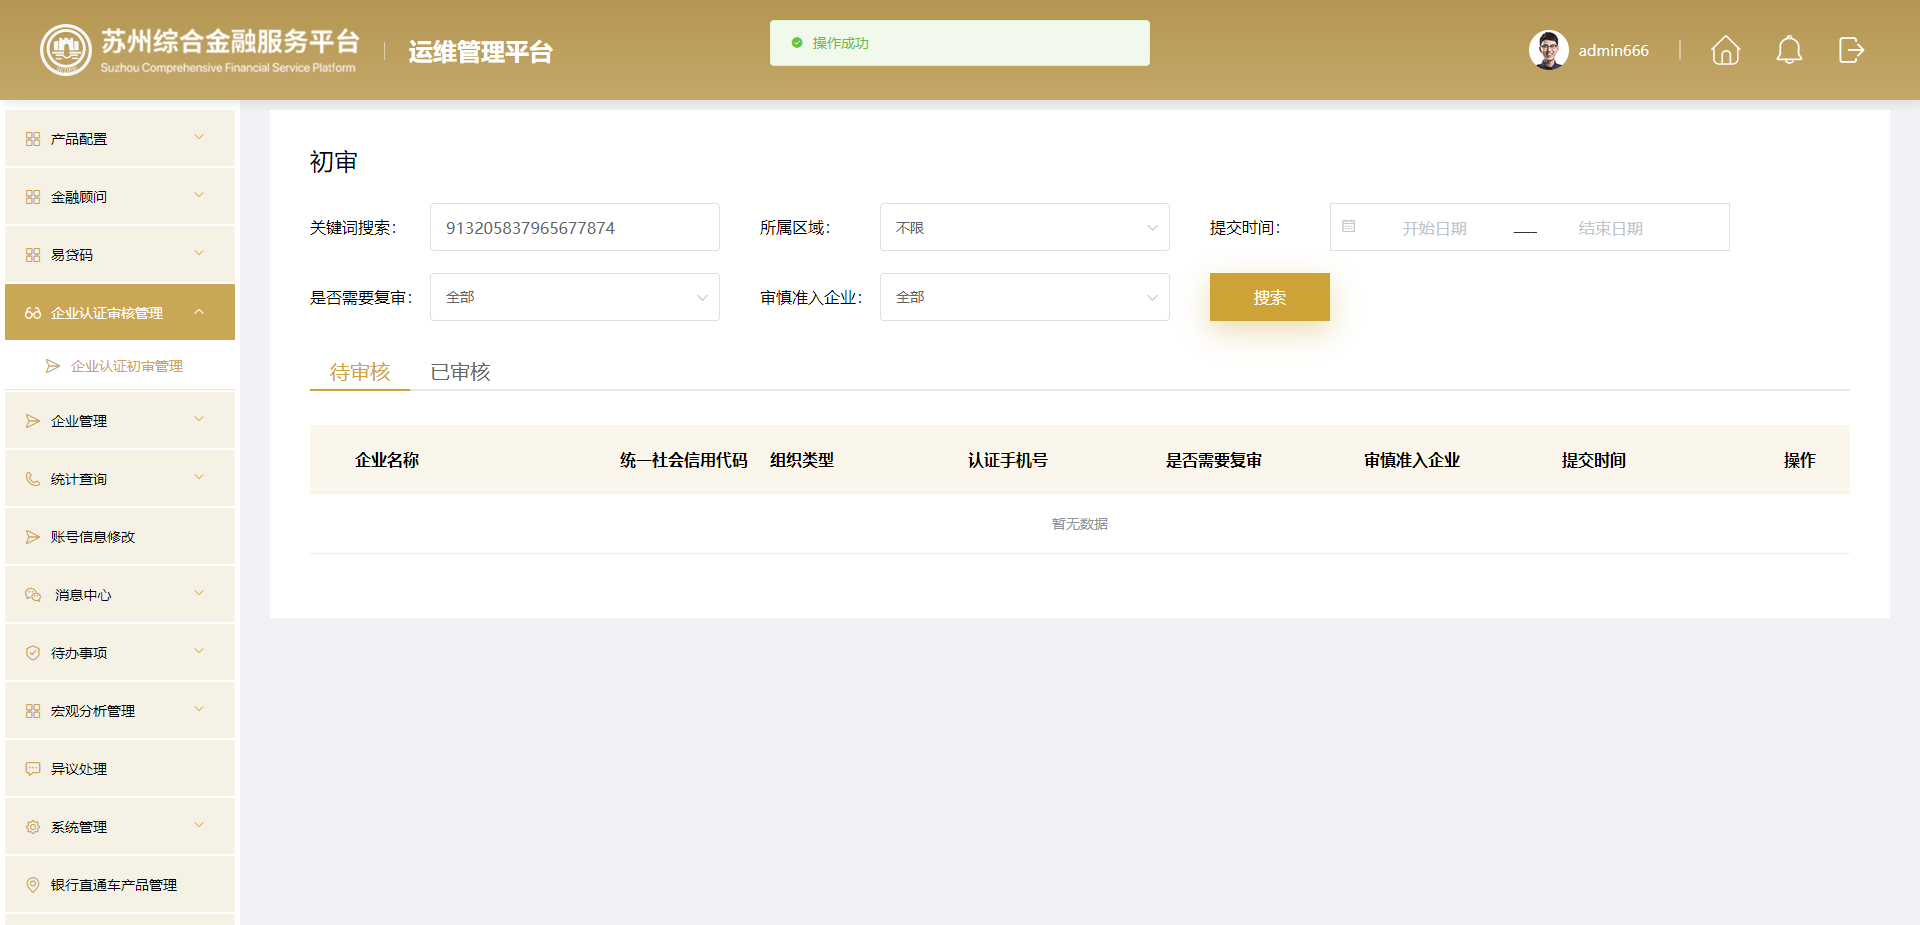 苏州综合金融服务平台
Suzhou Comprehensive Financial Service Platform
运维管理平台
操作成功
admin666
产品配置
金融顾问
易贷码
企业认证审核管理
企业认证初审管理
企业管理
统计查询
账号信息修改
消息中心
待办事项
宏观分析管理
异议处理
系统管理
银行直通车产品管理
初审
关键词搜索： 913205837965677874 所属区域： 不限 提交时间： 开始日期 —— 结束日期
是否需要复审： 全部 审慎准入企业： 全部 搜索
待审核 已审核
企业名称 统一社会信用代码 组织类型 认证手机号 是否需要复审 审慎准入企业 提交时间 操作
暂无数据